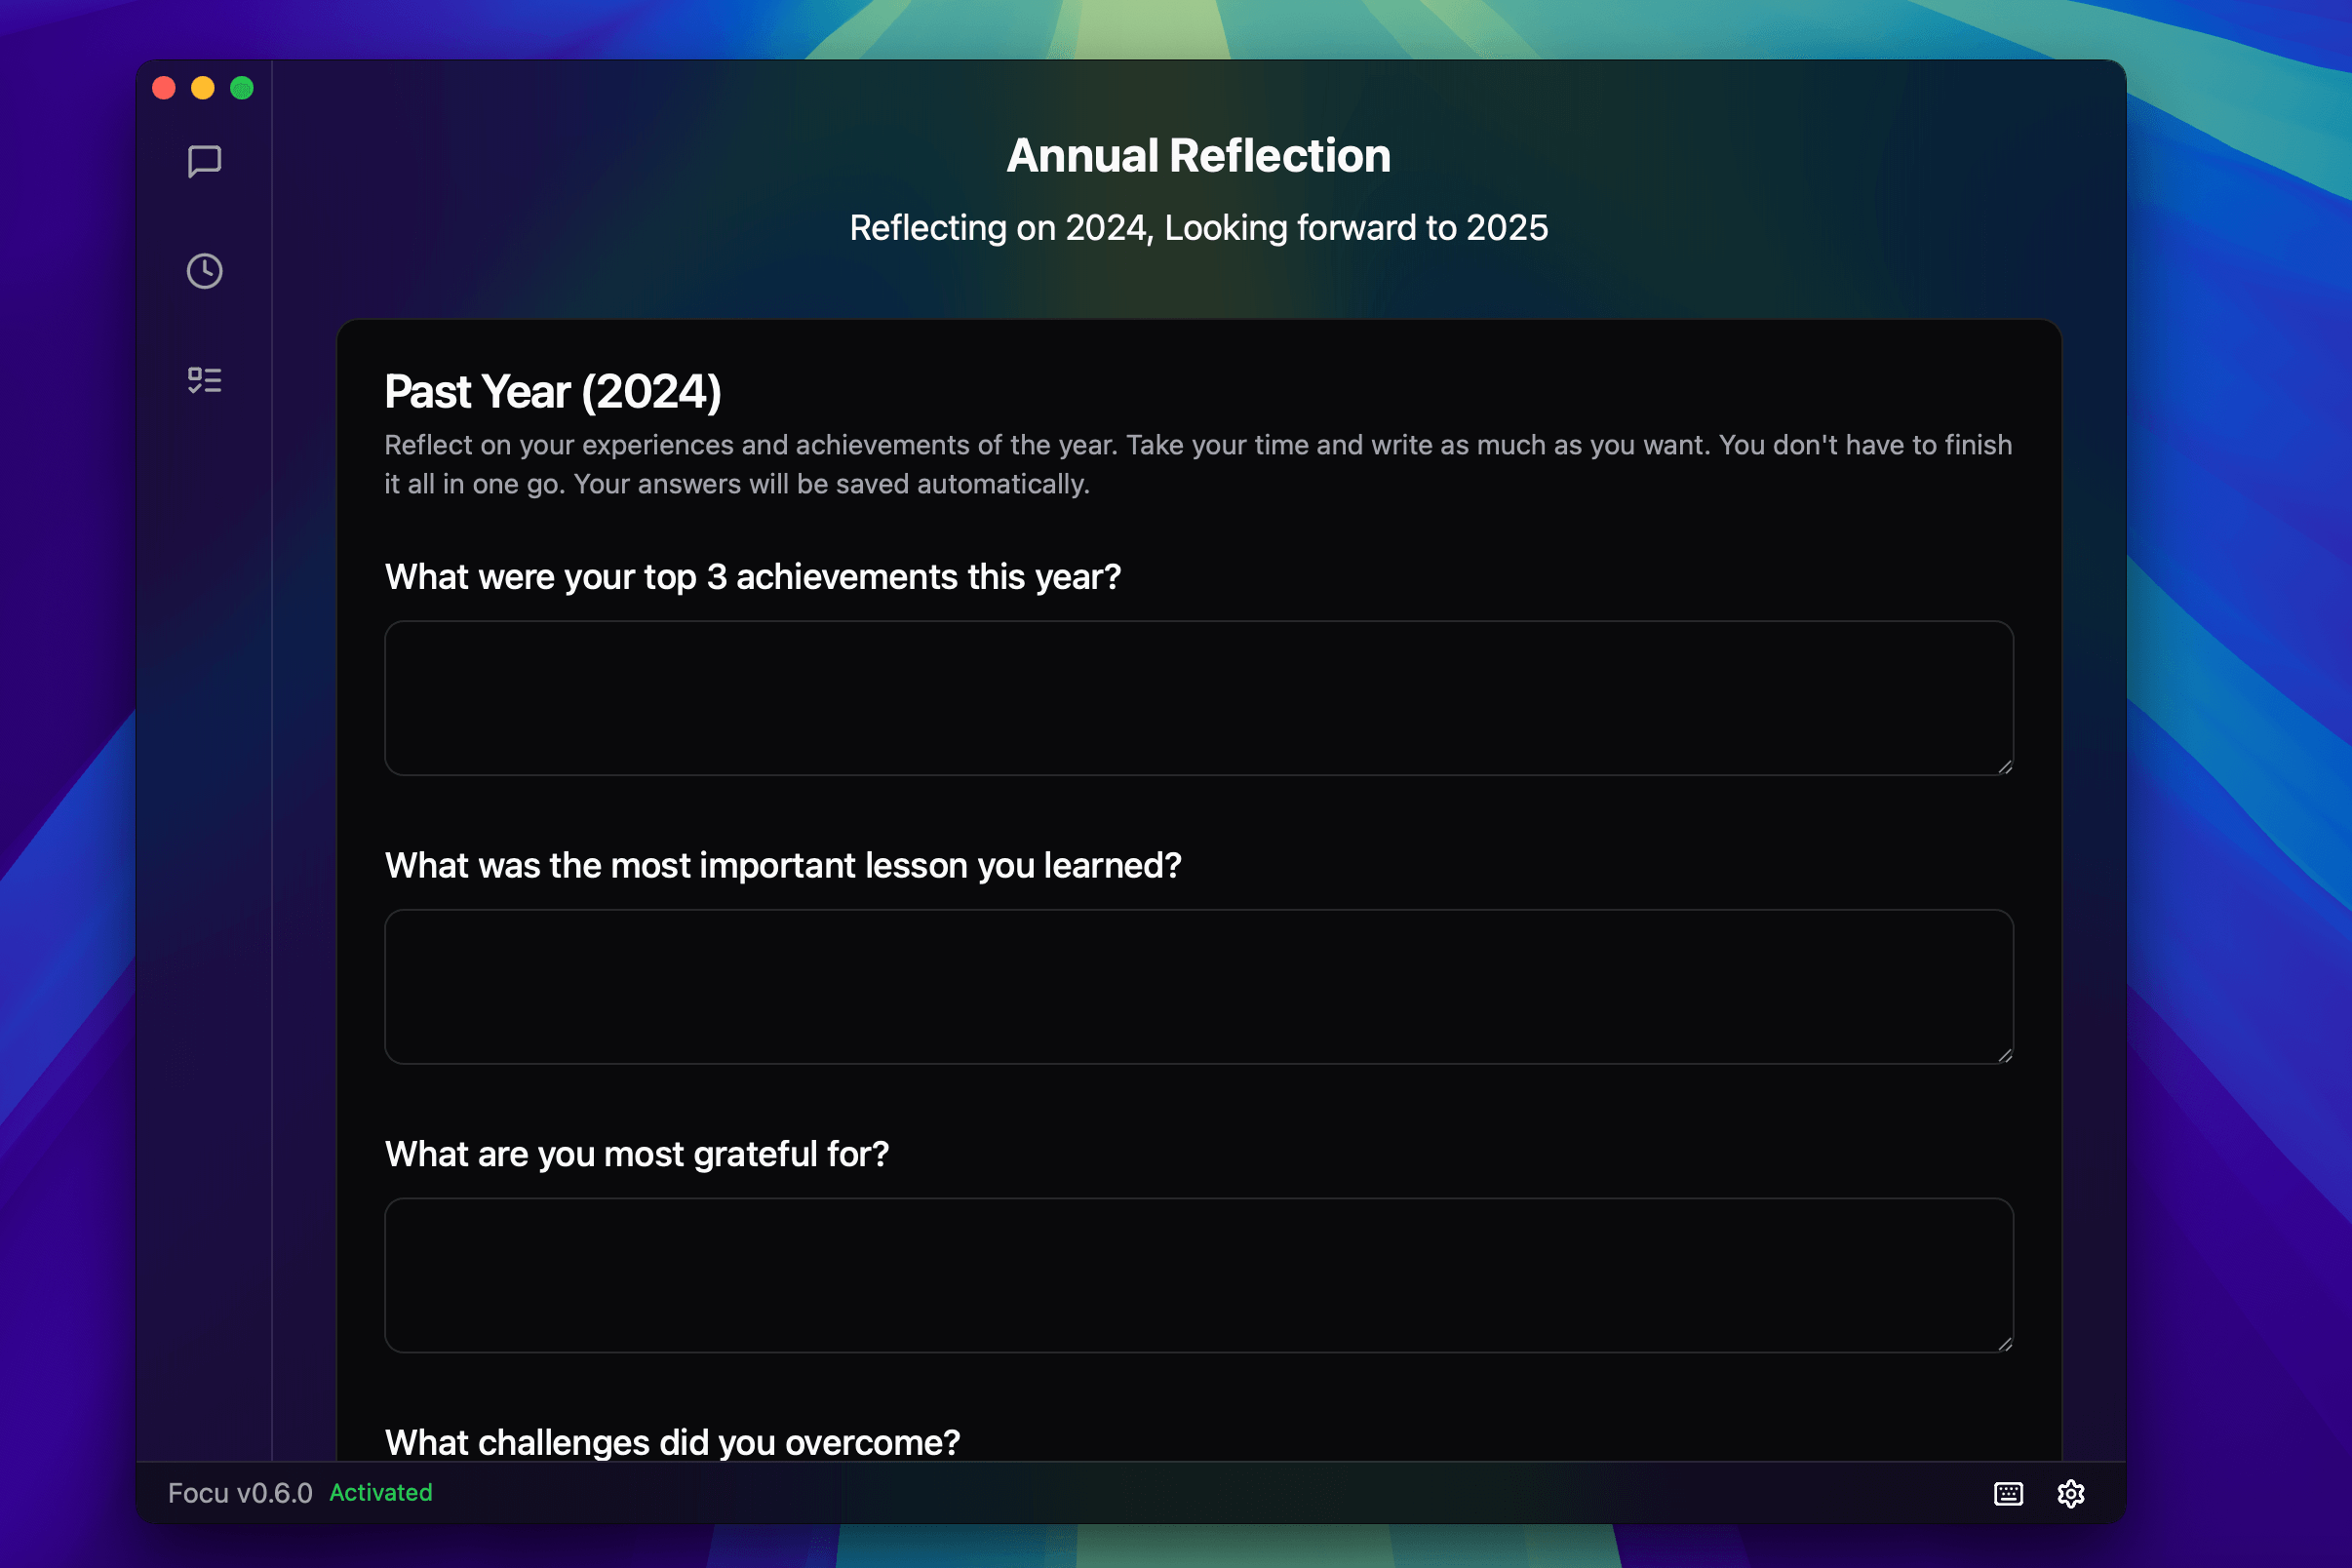 Annual Reflection
Reflecting on 2024, Looking forward to 2025
Past Year (2024)
Reflect on your experiences and achievements of the year. Take your time and write as much as you want. You don't have to finish
it all in one go. Your answers will be saved automatically.
What were your top 3 achievements this year?
What was the most important lesson you learned?
What are you most grateful for?
What challenges did you overcome?
Focu v0.6.0 Activated